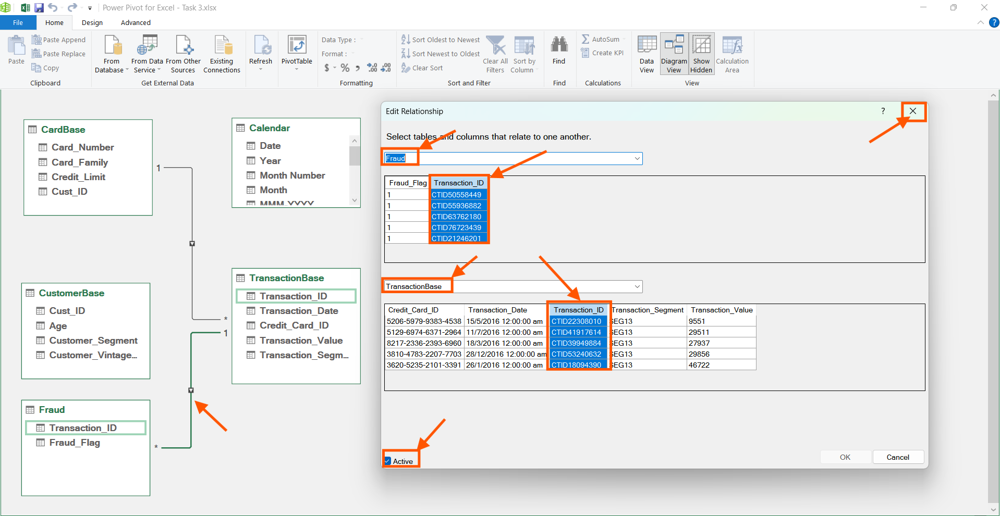 Power Pivot for Excel - Task 3.xlsx
File Home Design Advanced ?
Paste
Paste Append
Paste Replace
Copy
Clipboard
From Database
From Data Service
From Other Sources
Existing Connections
Get External Data
Refresh
PivotTable
Data Type :
Format :
$ % , .00 .00
Formatting
Sort Oldest to Newest
Sort Newest to Oldest
Clear Sort
Clear All Filters
Sort by Column
Sort and Filter
Find
Find
AutoSum
Create KPI
Calculations
Data View
Diagram View
Show Hidden
Calculation Area
View
CardBase
Card_Number
Card_Family
Credit_Limit
Cust_ID
1
Calendar
Date
Year
Month Number
Month
MMM-YYYY
CustomerBase
Cust_ID
Age
Customer_Segment
Customer_Vintage...
TransactionBase
Transaction_ID
Transaction_Date
Credit_Card_ID
Transaction_Value
Transaction_Segm...
*
1
Fraud
Transaction_ID
Fraud_Flag
*
Edit Relationship ?
Select tables and columns that relate to one another.
Fraud
Fraud_Flag Transaction_ID
1 CTID50558449
1 CTID55936882
1 CTID63762180
1 CTID76723439
1 CTID21246201
TransactionBase
Credit_Card_ID Transaction_Date Transaction_ID Transaction_Segment Transaction_Value
5206-5979-9383-4538 15/5/2016 12:00:00 am CTID22308010 SEG13 9551
5129-6974-6371-2964 11/7/2016 12:00:00 am CTID41917614 SEG13 29511
8217-2336-2393-6960 18/3/2016 12:00:00 am CTID39949884 SEG13 27937
3810-4783-2207-7703 28/12/2016 12:00:00 am CTID53240632 SEG13 29856
3620-5235-2101-3391 26/1/2016 12:00:00 am CTID18094390 SEG13 46722
Active
OK Cancel